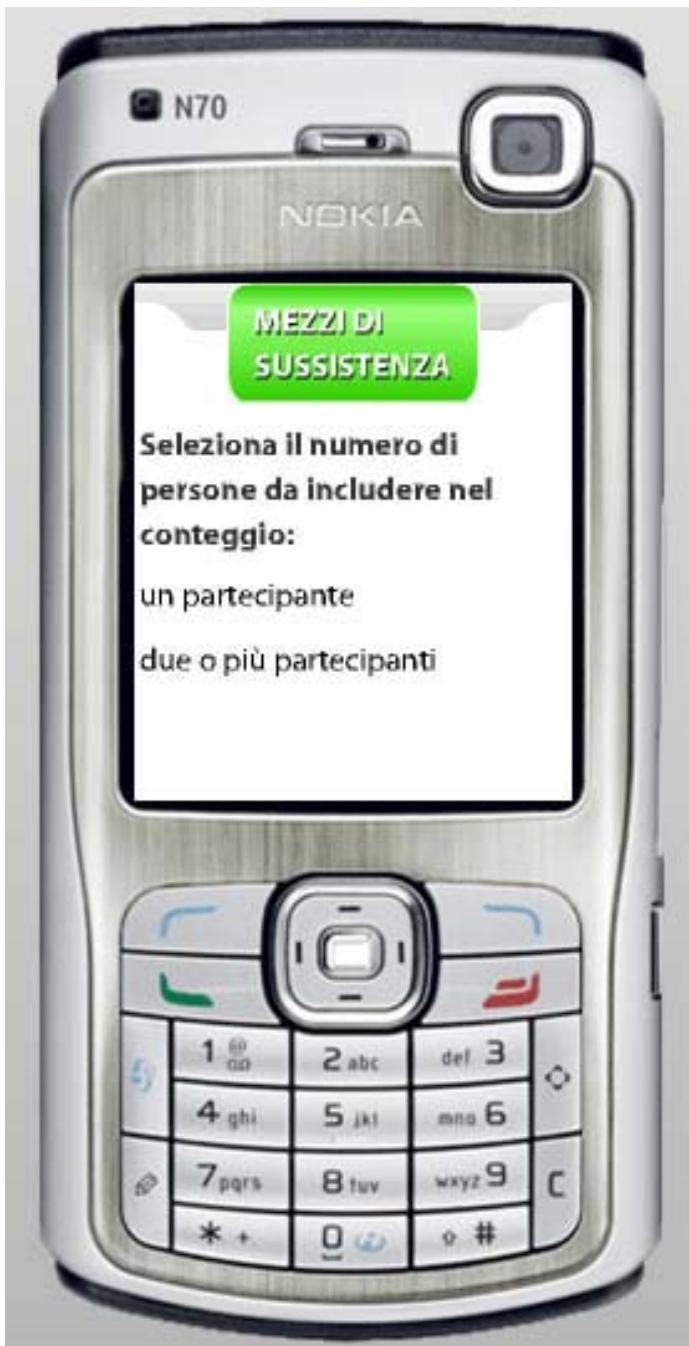 N70
NOKIA
MEZZI DI
SUSSISTENZA
Seleziona il numero di
persone da includere nel
conteggio:
un partecipante
due o più partecipanti
1 @
2 abc
def 3
4 ghi
5 jkl
mno 6
7 pqrs
8 tuv
wxyz 9
C
* +
0
#